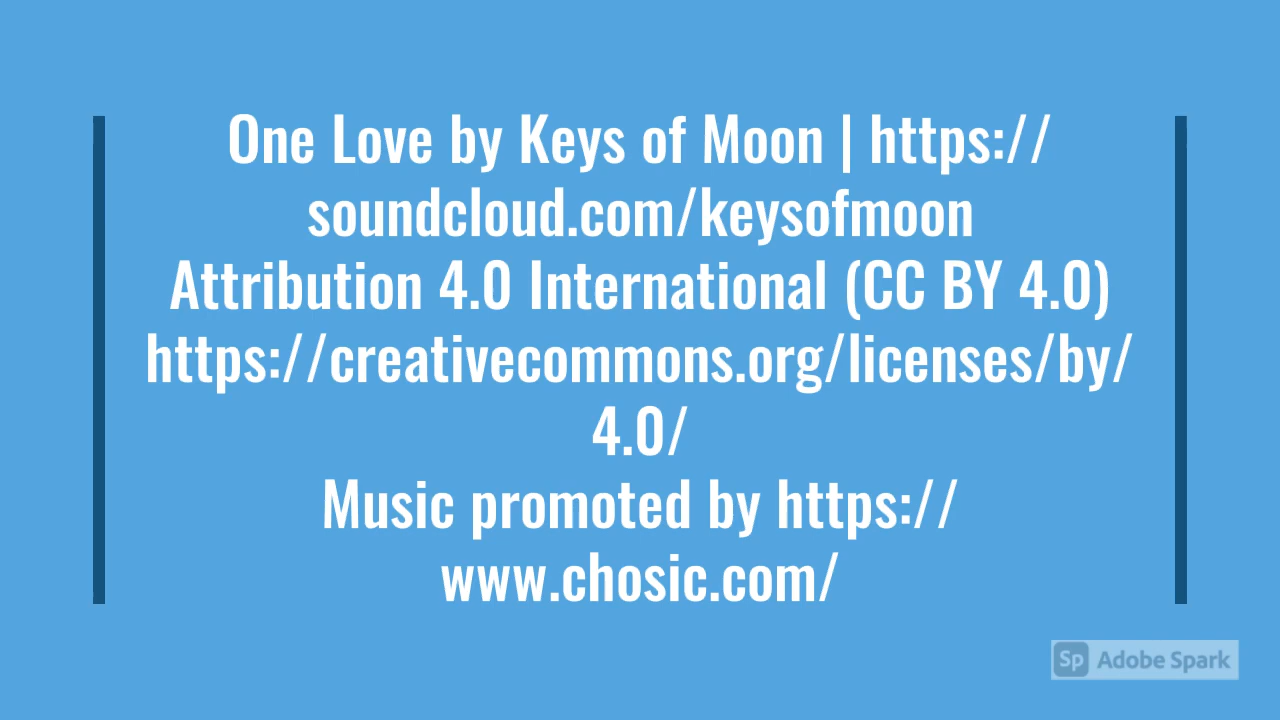 One Love by Keys of Moon | https://
soundcloud.com/keysofmoon
Attribution 4.0 International (CC BY 4.0)
https://creativecommons.org/licenses/by/
4.0/
Music promoted by https://
www.chosic.com/
Sp Adobe Spark